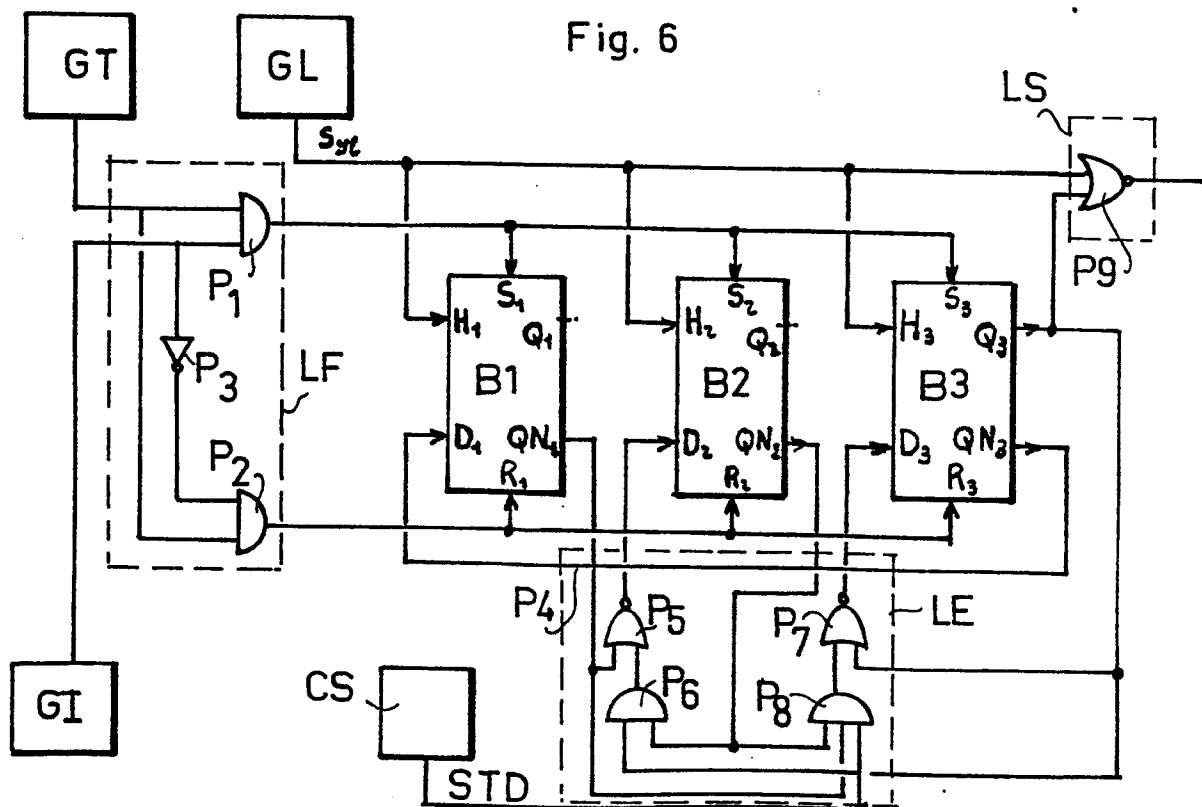 Fig. 6
GT
GL
LS
P9
P₁
P₃
LF
P₂
S₁
H₁
Q₁
B1
D₁
QN₁
R₁
S₂
H₂
Q₂
B2
D₂
QN₂
R₂
S₃
H₃
Q₃
B3
D₃
QN₃
R₃
P4
P₅
P₇
LE
P₆
P₈
GI
CS
STD